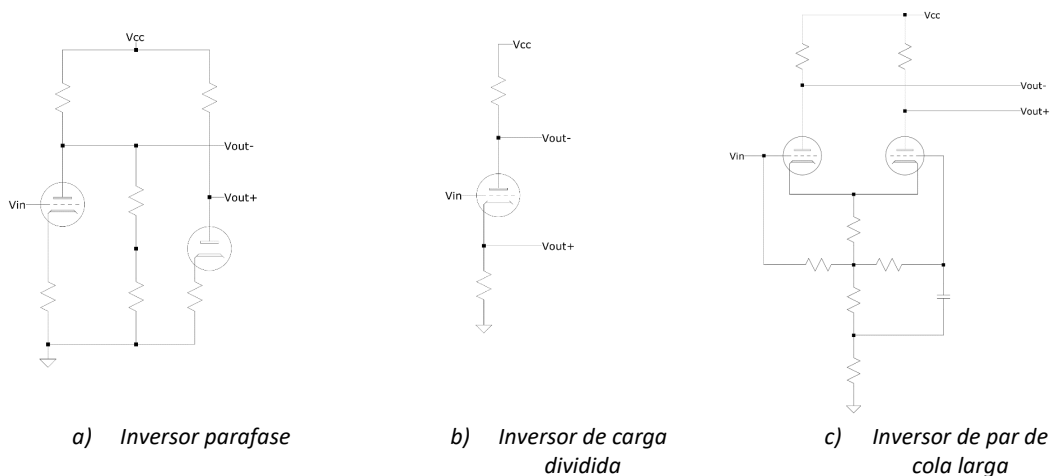 Vcc
Vout-
Vout+
Vin
Vcc
Vout-
Vin
Vout+
Vcc
Vout-
Vout+
Vin
a) Inversor parafase
b) Inversor de carga
dividida
c) Inversor de par de
cola larga